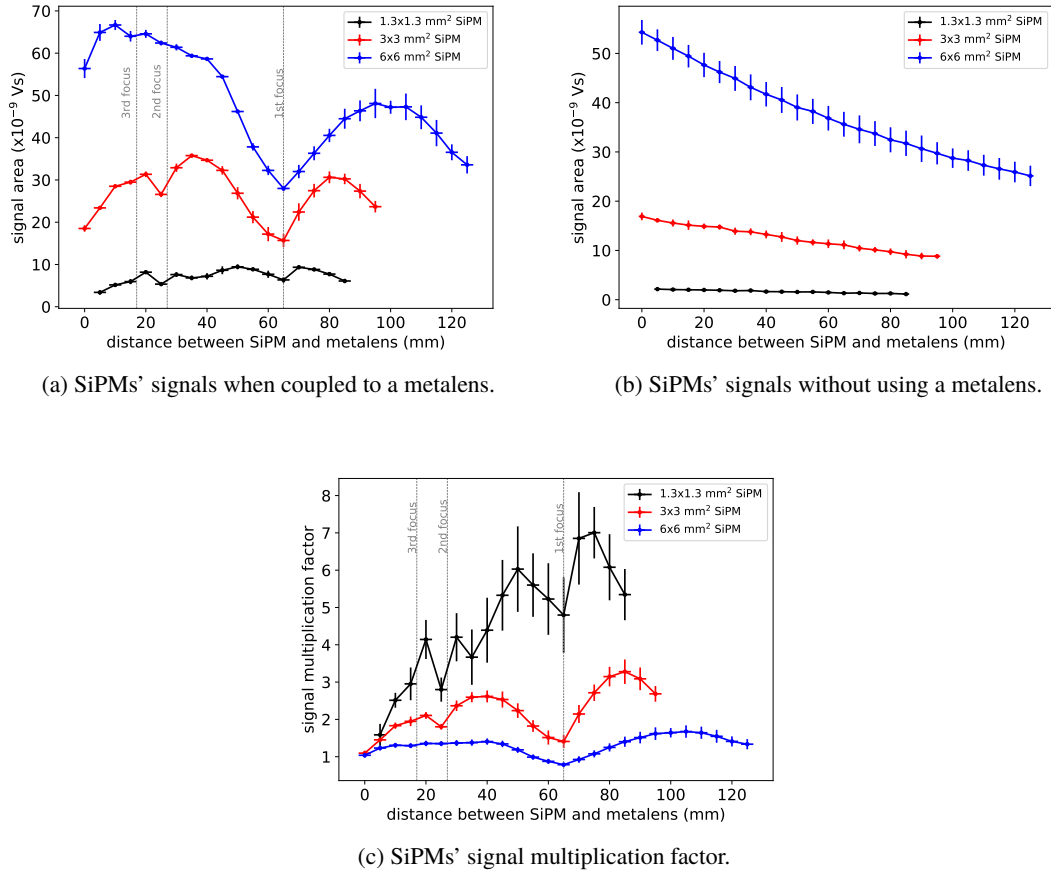 70
60
50
40
30
20
10
0
signal area (x10⁻⁹ Vs)
3rd focus
2nd focus
1st focus
1.3x1.3 mm² SiPM
3x3 mm² SiPM
6x6 mm² SiPM
0 20 40 60 80 100 120
distance between SiPM and metalens (mm)
(a) SiPMs’ signals when coupled to a metalens.
50
40
30
20
10
0
signal area (x10⁻⁹ Vs)
1.3x1.3 mm² SiPM
3x3 mm² SiPM
6x6 mm² SiPM
0 20 40 60 80 100 120
distance between SiPM and metalens (mm)
(b) SiPMs’ signals without using a metalens.
8
7
6
5
4
3
2
1
signal multiplication factor
3rd focus
2nd focus
1st focus
1.3x1.3 mm² SiPM
3x3 mm² SiPM
6x6 mm² SiPM
0 20 40 60 80 100 120
distance between SiPM and metalens (mm)
(c) SiPMs’ signal multiplication factor.